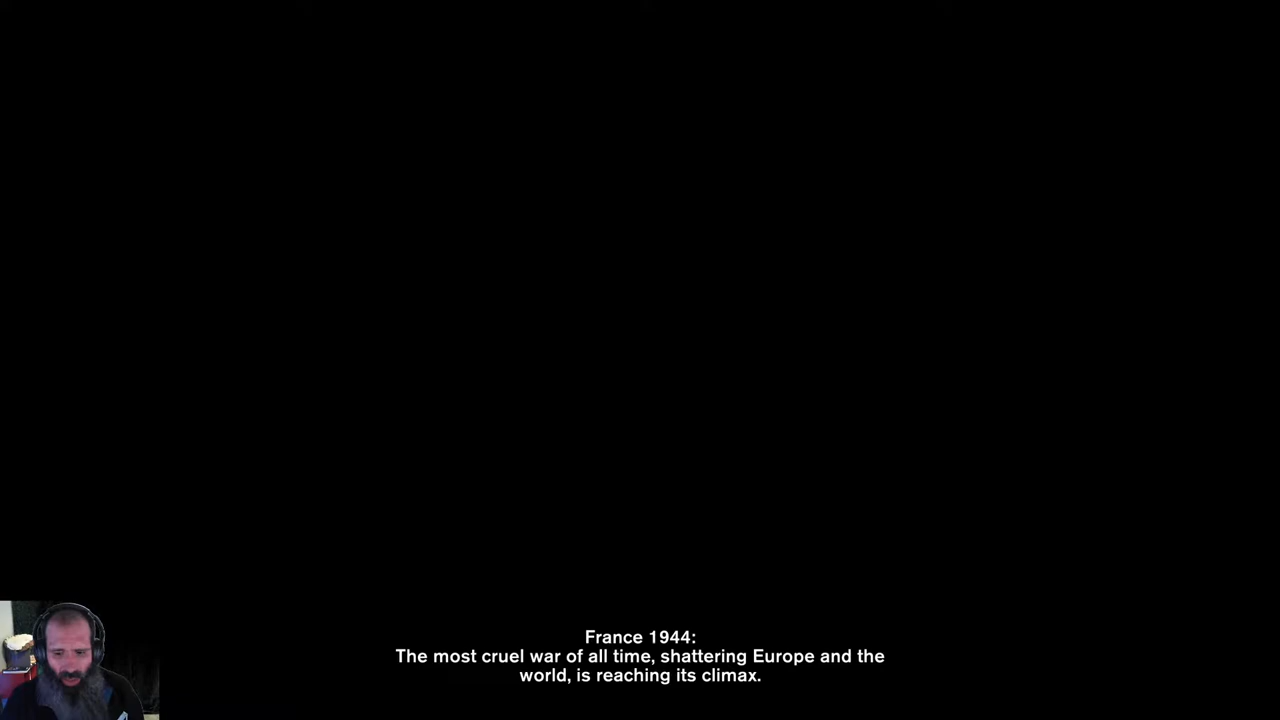 France 1944:
The most cruel war of all time, shattering Europe and the
world, is reaching its climax.